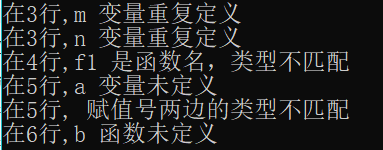 在3行,m 变量重复定义
在3行,n 变量重复定义
在4行,f1 是函数名，类型不匹配
在5行,a 变量未定义
在5行, 赋值号两边的类型不匹配
在6行,b 函数未定义